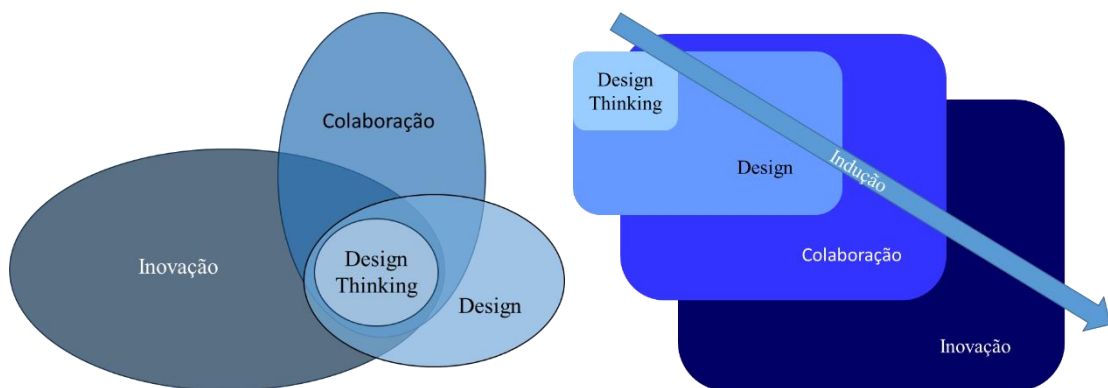 Colaboração
Inovação
Design
Thinking
Design
Design
Thinking
Design
Indução
Colaboração
Inovação